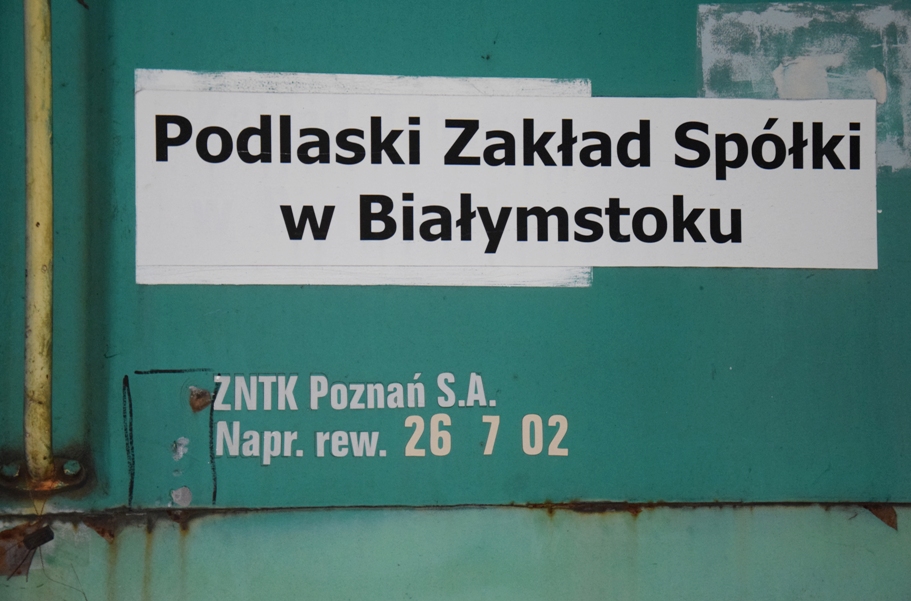 Podlaski Zakład Spółki
w Białymstoku
ZNTK Poznań S.A.
Napr. rew. 26 7 02